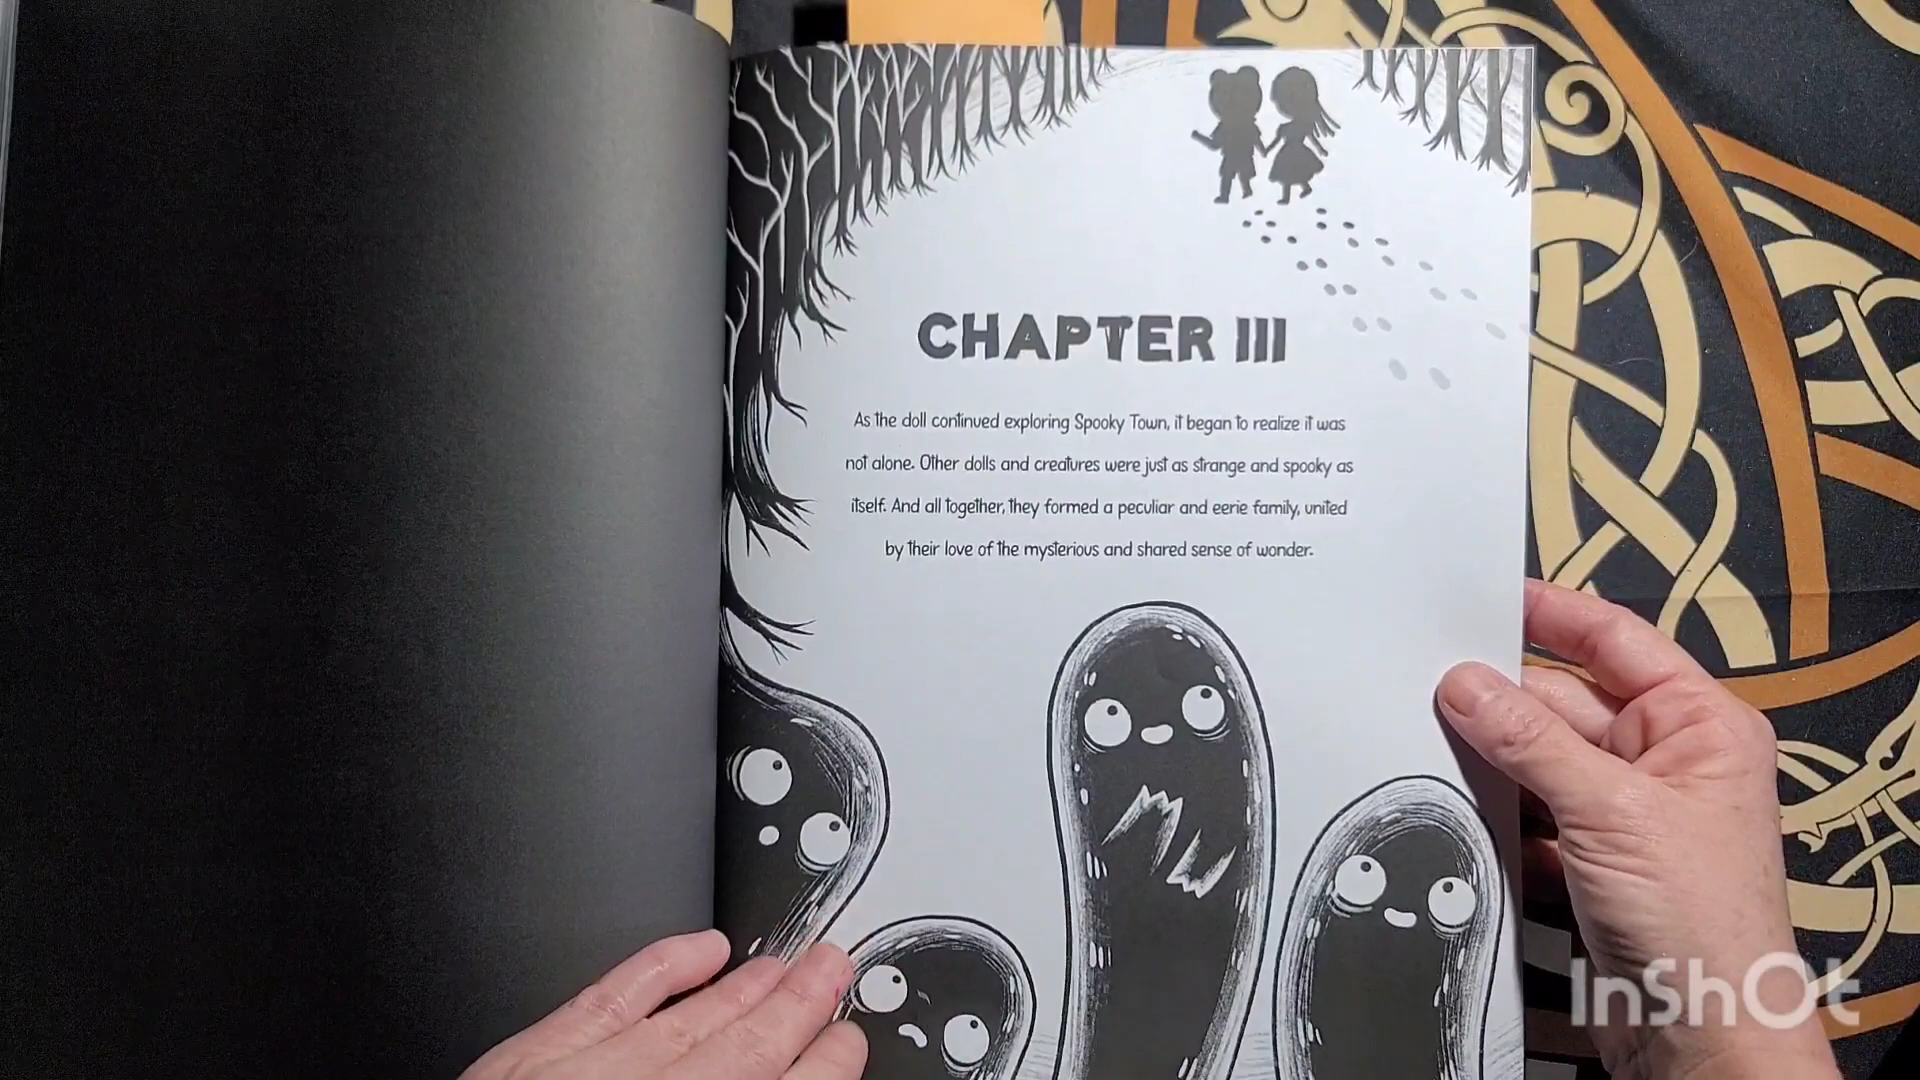 CHAPTER III
As the doll continued exploring Spooky Town, it began to realize it was
not alone. Other dolls and creatures were just as strange and spooky as
itself. And all together, they formed a peculiar and eerie family, united
by their love of the mysterious and shared sense of wonder.
InShOt